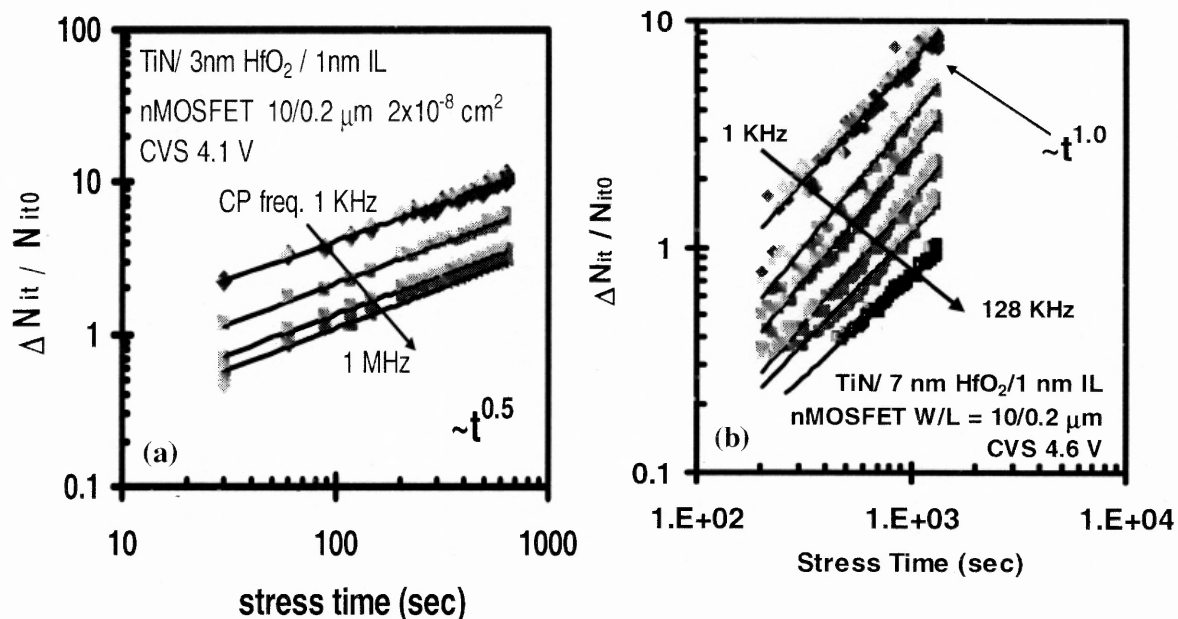 100
TiN/ 3nm HfO2 / 1nm IL
nMOSFET 10/0.2 μm 2x10-8 cm2
CVS 4.1 V
10
CP freq. 1 KHz
Δ Nit / Nit0
1
1 MHz
~t0.5
(a)
0.1
10
100
1000
stress time (sec)
10
1 KHz
~t1.0
Δ Nit / Nit0
1
128 KHz
TiN/ 7 nm HfO2/1 nm IL
nMOSFET W/L = 10/0.2 μm
(b)
CVS 4.6 V
0.1
1.E+02
1.E+03
1.E+04
Stress Time (sec)